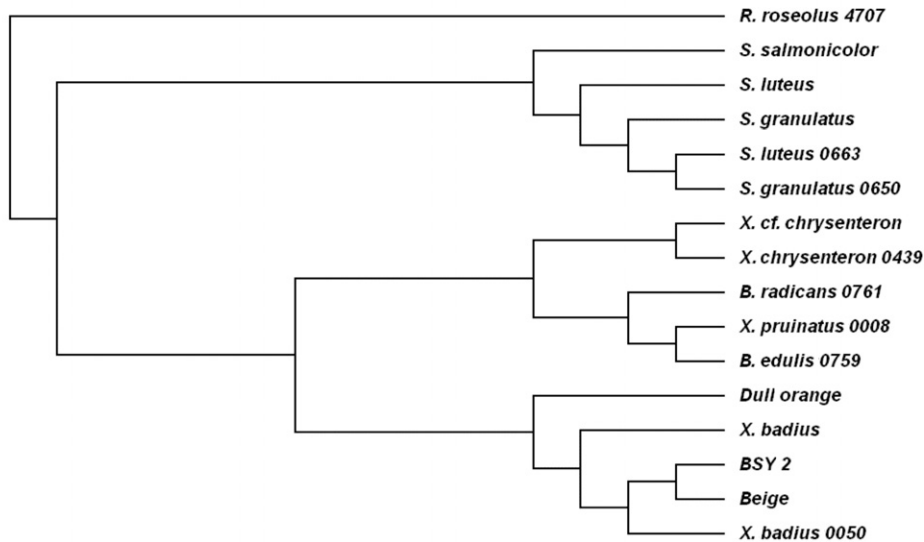 R. roseolus 4707
S. salmonicolor
S. luteus
S. granulatus
S. luteus 0663
S. granulatus 0650
X. cf. chrysenteron
X. chrysenteron 0439
B. radicans 0761
X. pruinatus 0008
B. edulis 0759
Dull orange
X. badius
BSY 2
Beige
X. badius 0050